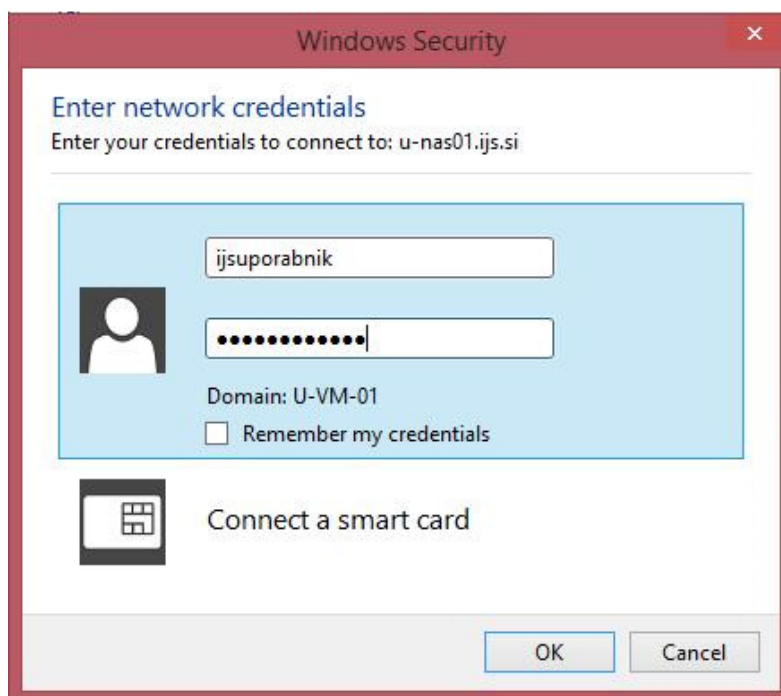 Windows Security
Enter network credentials
Enter your credentials to connect to: u-nas01.ijs.si
ijsuporabnik
●●●●●●●●●●●●
Domain: U-VM-01
Remember my credentials
Connect a smart card
OK
Cancel